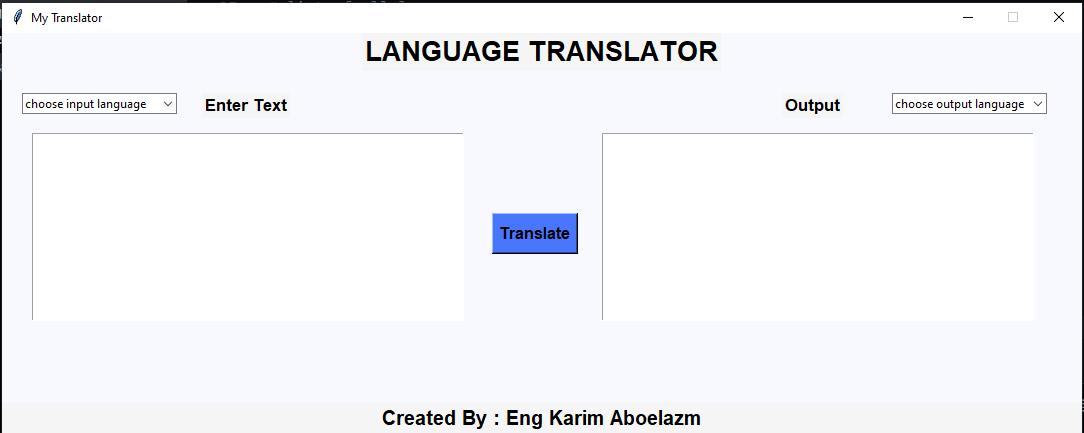 My Translator
LANGUAGE TRANSLATOR
choose input language
Enter Text
Output
choose output language
Translate
Created By : Eng Karim Aboelazm